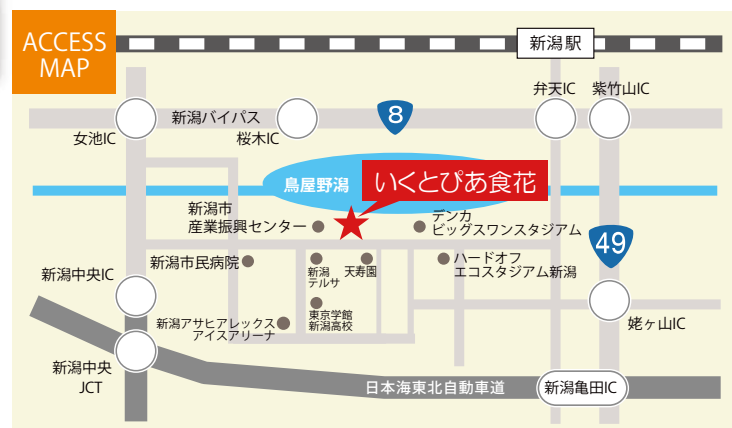 ACCESS
MAP
新潟駅
弁天IC
紫竹山IC
新潟バイパス
8
女池IC
桜木IC
鳥屋野潟
いくとぴあ食花
新潟市
産業振興センター
デンカ
ビッグスワンスタジアム
49
新潟市民病院
新潟
テルサ
天寿園
ハードオフ
エコスタジアム新潟
新潟中央IC
新潟アサヒアレックス
アイスアリーナ
東京学館
新潟高校
姥ヶ山IC
新潟中央
JCT
日本海東北自動車道
新潟亀田IC